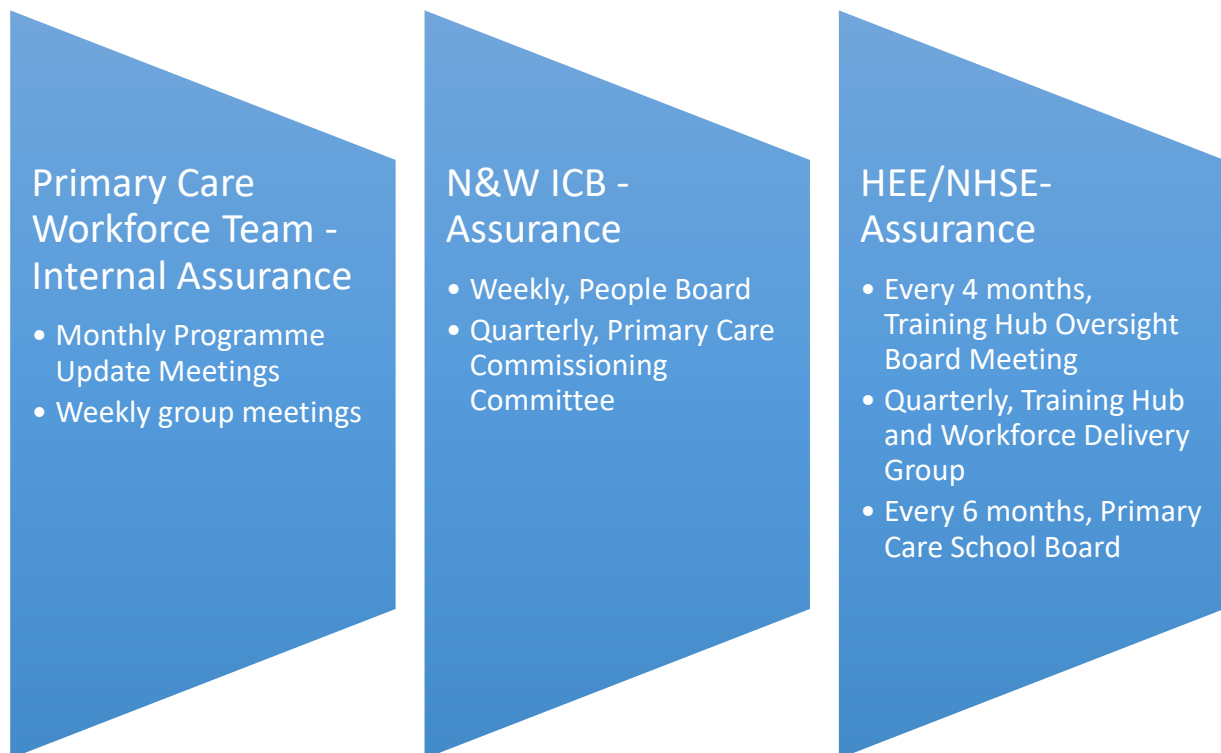 Primary Care
Workforce Team -
Internal Assurance
• Monthly Programme
Update Meetings
• Weekly group meetings
N&W ICB -
Assurance
• Weekly, People Board
• Quarterly, Primary Care
Commissioning
Committee
HEE/NHSE-
Assurance
• Every 4 months,
Training Hub Oversight
Board Meeting
• Quarterly, Training Hub
and Workforce Delivery
Group
• Every 6 months, Primary
Care School Board